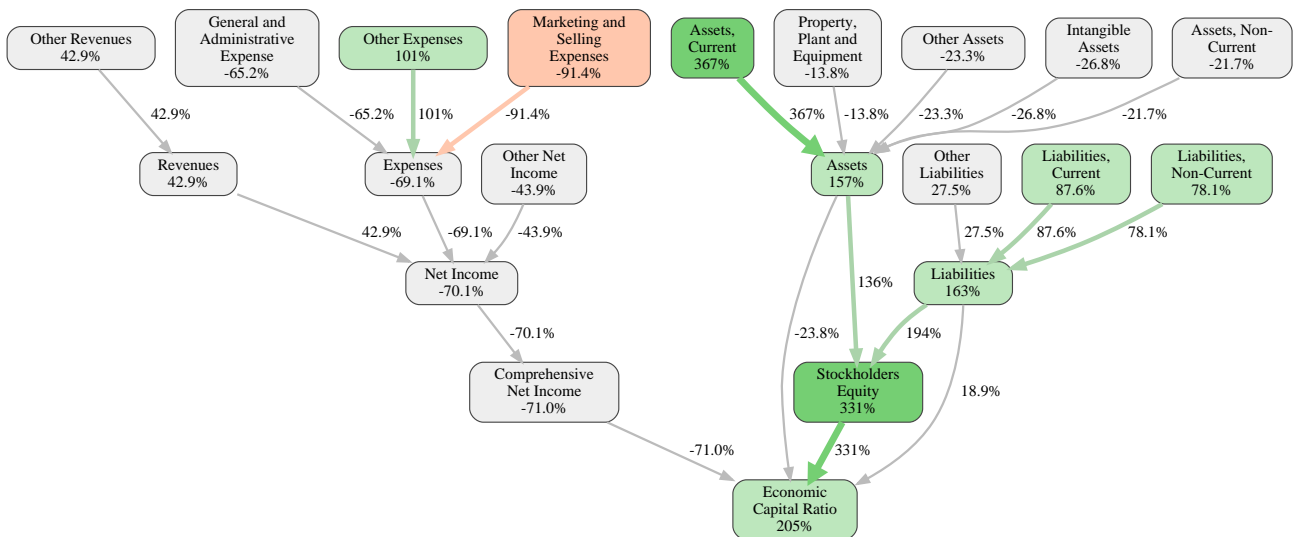 Other Revenues
42.9%
General and
Administrative
Expense
-65.2%
Other Expenses
101%
Marketing and
Selling
Expenses
-91.4%
Assets,
Current
367%
Property,
Plant and
Equipment
-13.8%
Other Assets
-23.3%
Intangible
Assets
-26.8%
Assets, Non-
Current
-21.7%
42.9%
-65.2%
101%
-91.4%
367%
-13.8%
-23.3%
-26.8%
-21.7%
Revenues
42.9%
Expenses
-69.1%
Other Net
Income
-43.9%
Assets
157%
Other
Liabilities
27.5%
Liabilities,
Current
87.6%
Liabilities,
Non-Current
78.1%
42.9%
-69.1%
-43.9%
27.5%
87.6%
78.1%
Net Income
-70.1%
136%
Liabilities
163%
-70.1%
-23.8%
194%
Comprehensive
Net Income
-71.0%
Stockholders
Equity
331%
18.9%
-71.0%
331%
Economic
Capital Ratio
205%